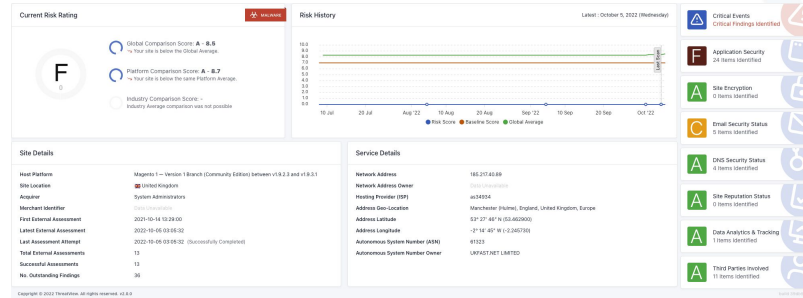 Current Risk Rating
MALWARE
F
0
Global Comparison Score: A - 8.5
Your site is below the Global Average.
Platform Comparison Score: A - 8.7
Your site is below the same Platform Average.
Industry Comparison Score: -
Industry Average comparison was not possible
Risk History
Latest : October 5, 2022 (Wednesday)
10.0
9.0
8.0
7.0
6.0
5.0
4.0
3.0
2.0
1.0
0.0
10 Jul
20 Jul
Aug '22
10 Aug
20 Aug
Sep '22
10 Sep
20 Sep
Oct '22
Risk Score
Baseline Score
Global Average
Critical Events
Critical Findings Identified
F
Application Security
24 Items Identified
A
Site Encryption
0 Items Identified
C
Email Security Status
5 Items Identified
A
DNS Security Status
4 Items Identified
A
Site Reputation Status
0 Items Identified
A
Data Analytics & Tracking
1 Items Identified
A
Third Parties Involved
11 Items Identified
Site Details
Host Platform Magento 1 — Version 1 Branch (Community Edition) between v1.9.2.3 and v1.9.3.1
Site Location United Kingdom
Acquirer System Administrators
Merchant Identifier Data Unavailable
First External Assessment 2021-10-14 13:29:00
Latest External Assessment 2022-10-05 03:05:32
Last Assessment Attempt 2022-10-05 03:05:32 (Successfully Completed)
Total External Assessments 13
Successful Assessments 13
No. Outstanding Findings 36
Service Details
Network Address 185.217.40.89
Network Address Owner Data Unavailable
Hosting Provider (ISP) as34934
Address Geo-Location Manchester (Hulme), England, United Kingdom, Europe
Address Latitude 53° 27' 46" N (53.462900)
Address Longitude -2° 14' 45" W (-2.245730)
Autonomous System Number (ASN) 61323
Autonomous System Number Owner UKFAST.NET LIMITED
Copyright © 2022 ThreatView. All rights reserved. v2.9.0